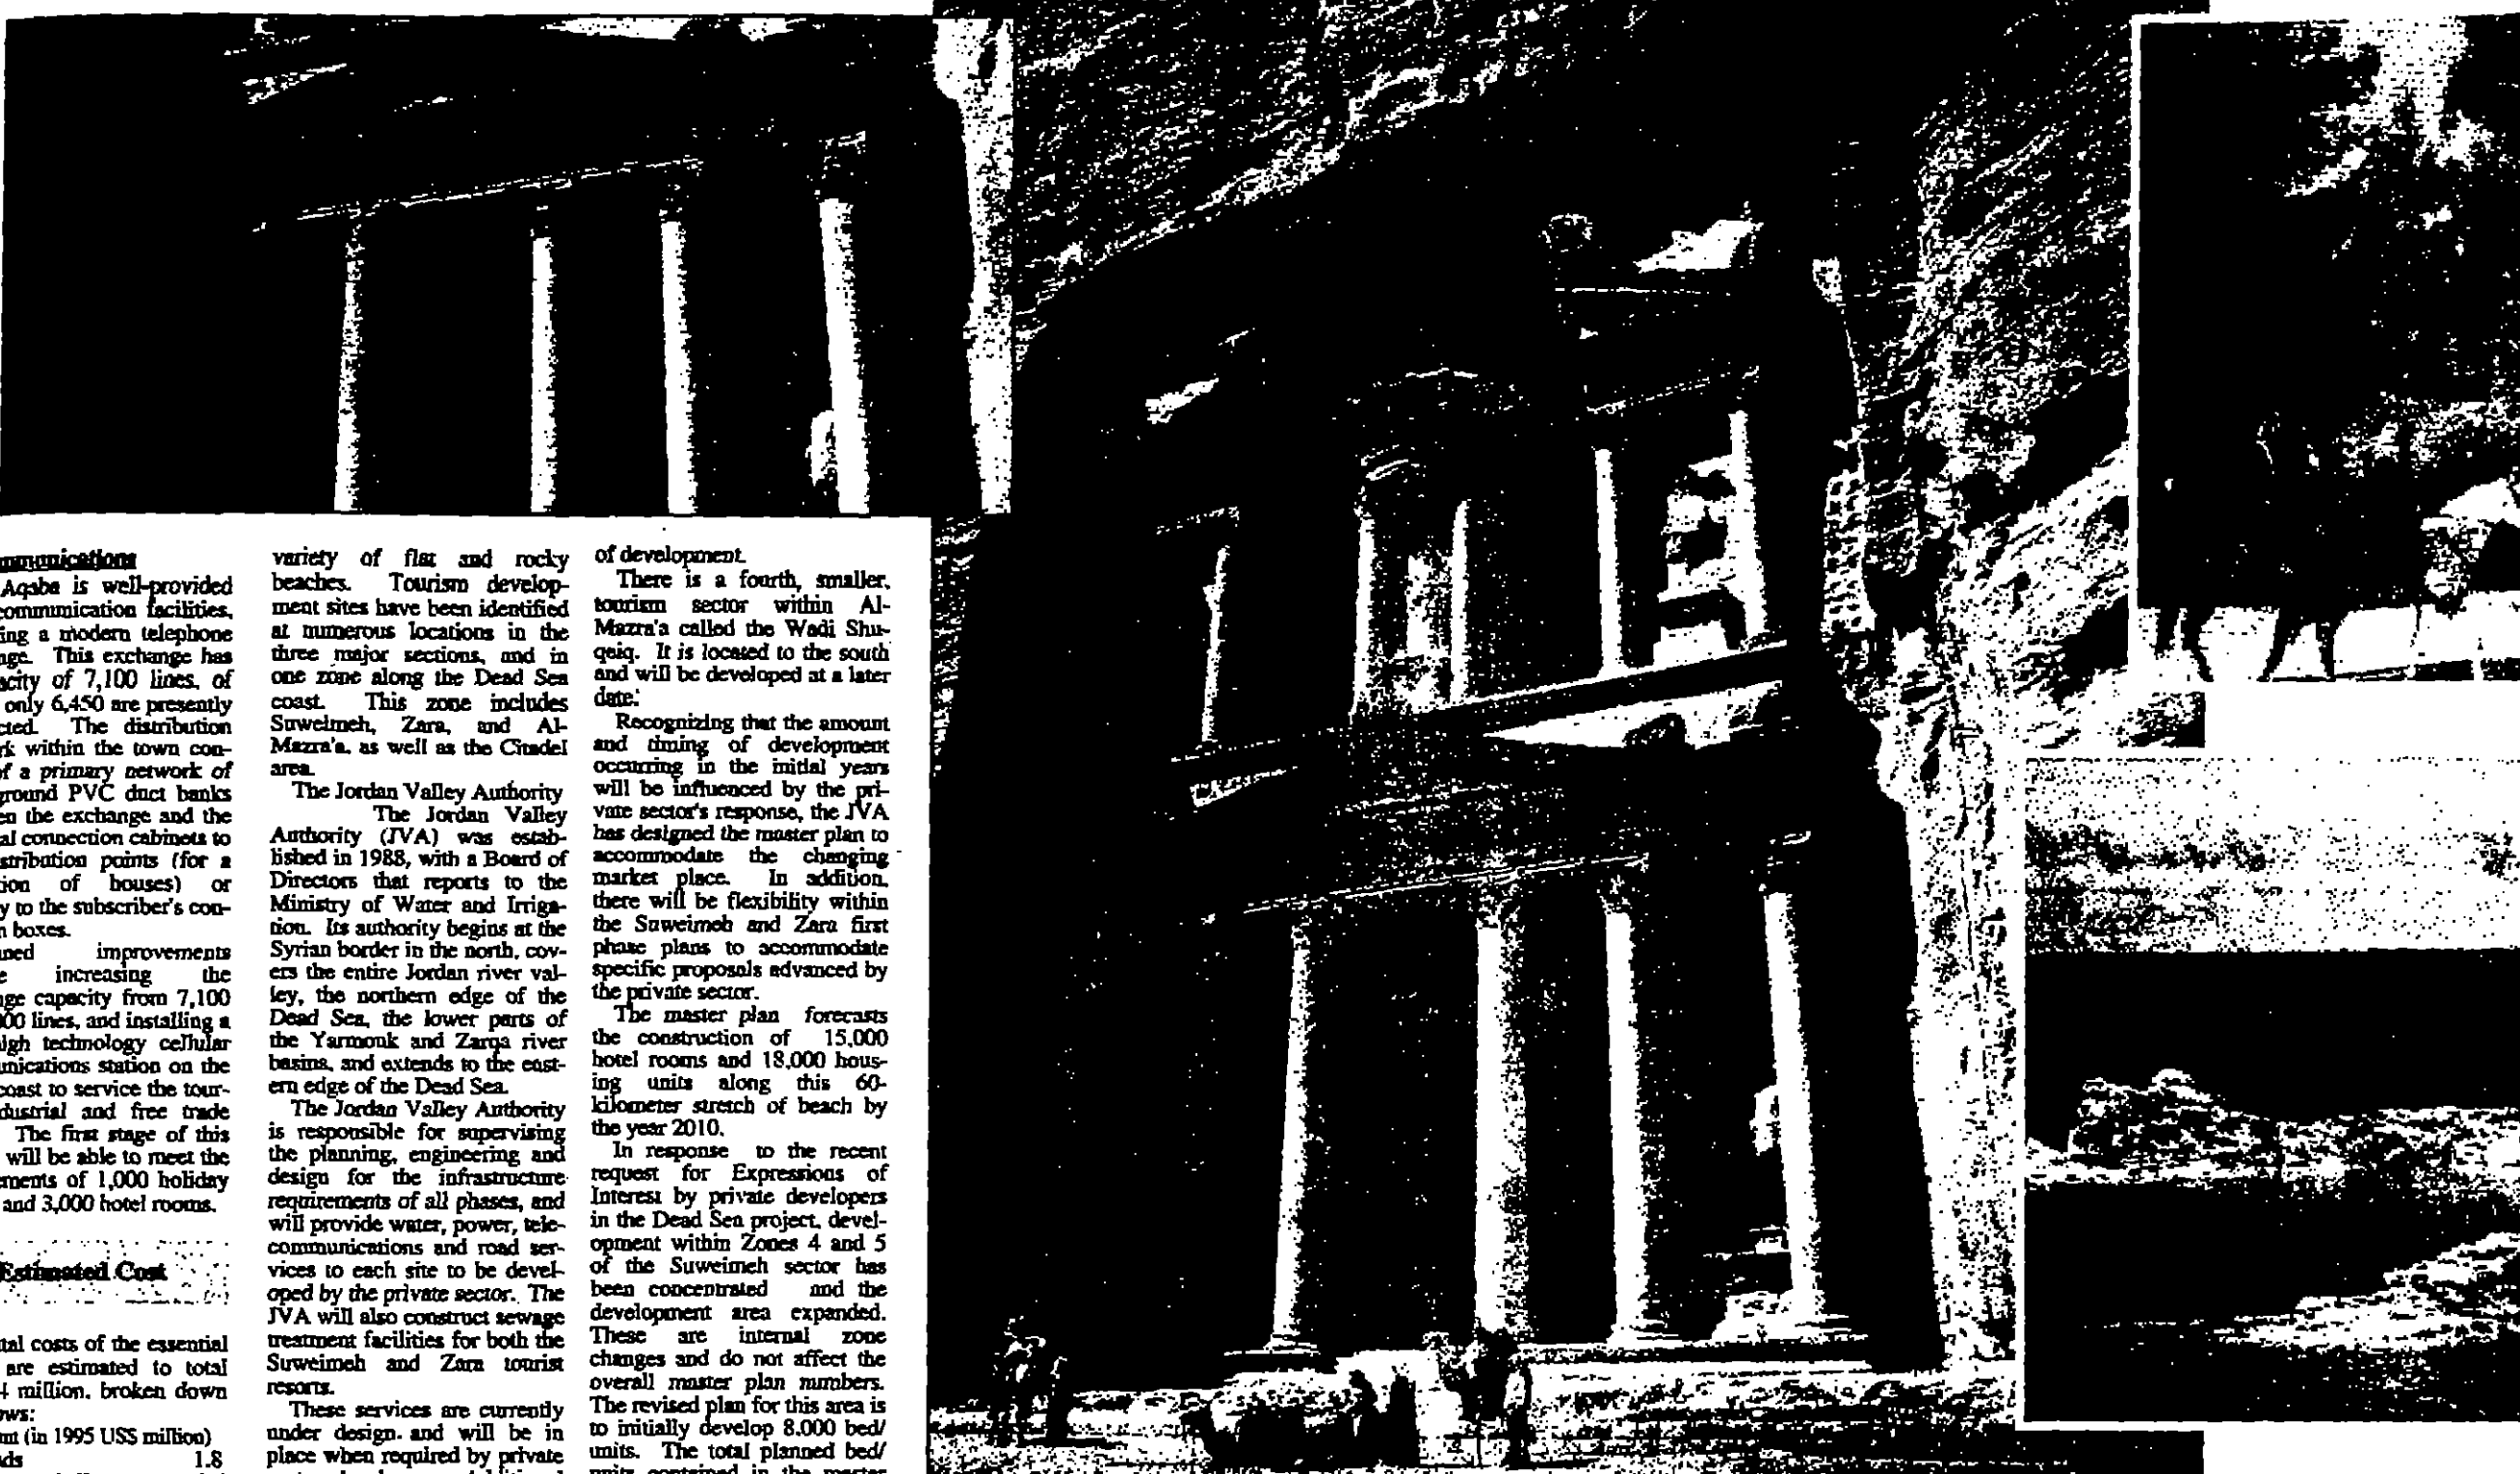 Aqaba is well-provided
communication facilities,
a modern telephone
This exchange has
of 7,100 lines, of
only 6,450 are presently
The distribution
within the town con-
of a primary network of
ground PVC duct banks
the exchange and the
connection cabinets to
points (for a
of houses) or
to the subscriber's con-
boxes.
improvements
increasing the
capacity from 7,100
lines, and installing a
technology cellular
station on the
coast to service the tour-
and free trade
The first stage of this
will be able to meet the
of 1,000 holiday
and 3,000 hotel rooms.
Estimated Cost
costs of the essential
are estimated to total
million, broken down
(in 1995 US$ million)
1.8
variety of flat and rocky
beaches. Tourism develop-
ment sites have been identified
at numerous locations in the
three major sections, and in
one zone along the Dead Sea
coast. This zone includes
Suweimeh, Zara, and Al-
Mazra'a, as well as the Citadel
area.
The Jordan Valley Authority
The Jordan Valley
Authority (JVA) was estab-
lished in 1988, with a Board of
Directors that reports to the
Ministry of Water and Irriga-
tion. Its authority begins at the
Syrian border in the north, cov-
ers the entire Jordan river val-
ley, the northern edge of the
Dead Sea, the lower parts of
the Yarmouk and Zarqa river
basins, and extends to the east-
ern edge of the Dead Sea.
The Jordan Valley Authority
is responsible for supervising
the planning, engineering and
design for the infrastructure
requirements of all phases, and
will provide water, power, tele-
communications and road ser-
vices to each site to be devel-
oped by the private sector. The
JVA will also construct sewage
treatment facilities for both the
Suweimeh and Zara tourist
resorts.
These services are currently
under design. and will be in
place when required by private
of development.
There is a fourth, smaller,
tourism sector within Al-
Mazra'a called the Wadi Shu-
qeiq. It is located to the south
and will be developed at a later
date.
Recognizing that the amount
and timing of development
occurring in the initial years
will be influenced by the pri-
vate sector's response, the JVA
has designed the master plan to
accommodate the changing
market place. In addition,
there will be flexibility within
the Suweimeh and Zara first
phase plans to accommodate
specific proposals advanced by
the private sector.
The master plan forecasts
the construction of 15,000
hotel rooms and 18,000 hous-
ing units along this 60-
kilometer stretch of beach by
the year 2010.
In response to the recent
request for Expressions of
Interest by private developers
in the Dead Sea project, devel-
opment within Zones 4 and 5
of the Suweimeh sector has
been concentrated and the
development area expanded.
These are internal zone
changes and do not affect the
overall master plan numbers.
The revised plan for this area is
to initially develop 8.000 bed/
units. The total planned bed/
units contained in the master